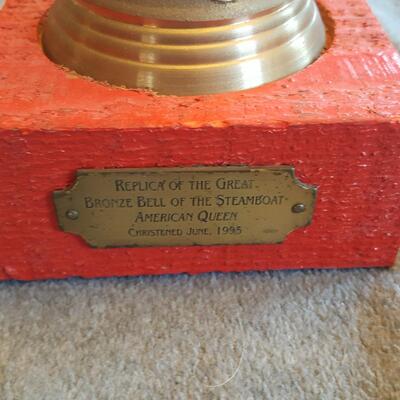 Replica of the Great
Bronze Bell of the Steamboat
American Queen
Christened June, 1995